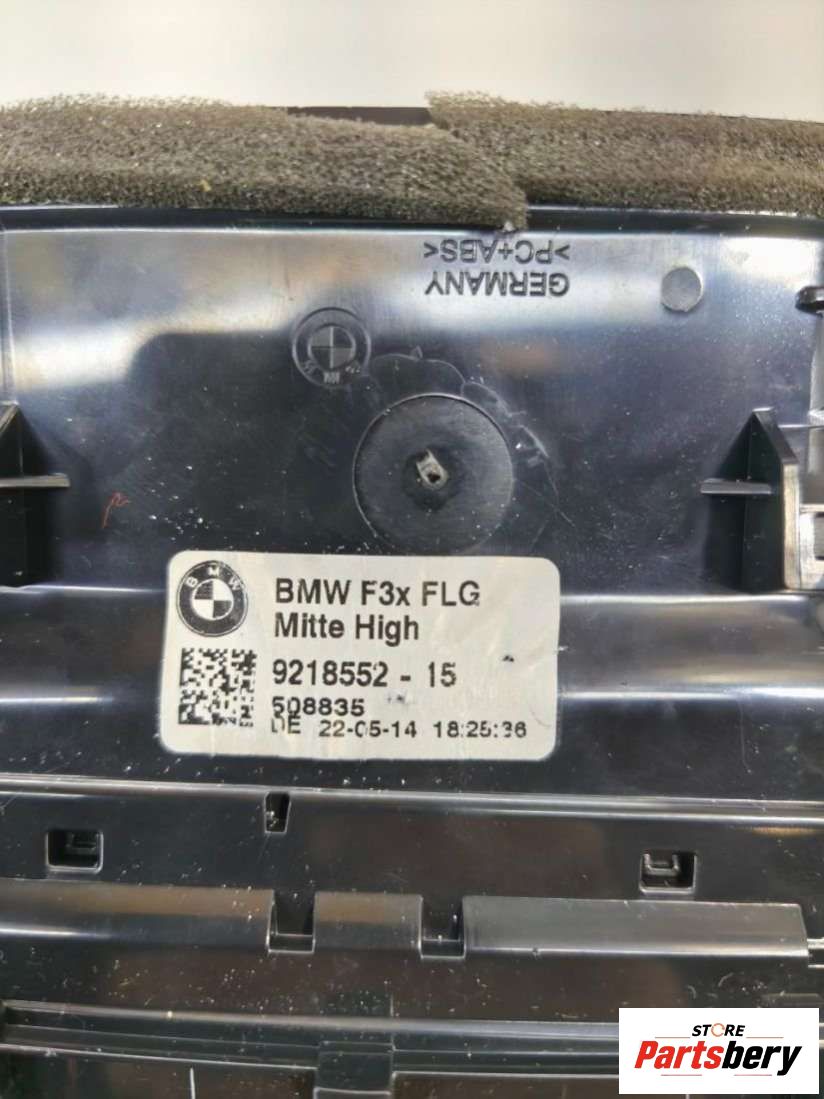 >PC+ABS<
GERMANY
BMW
BMW F3x FLG
Mitte High
9218552 - 15
508835
DE 22-05-14 18:25:36
STORE
Partsbery